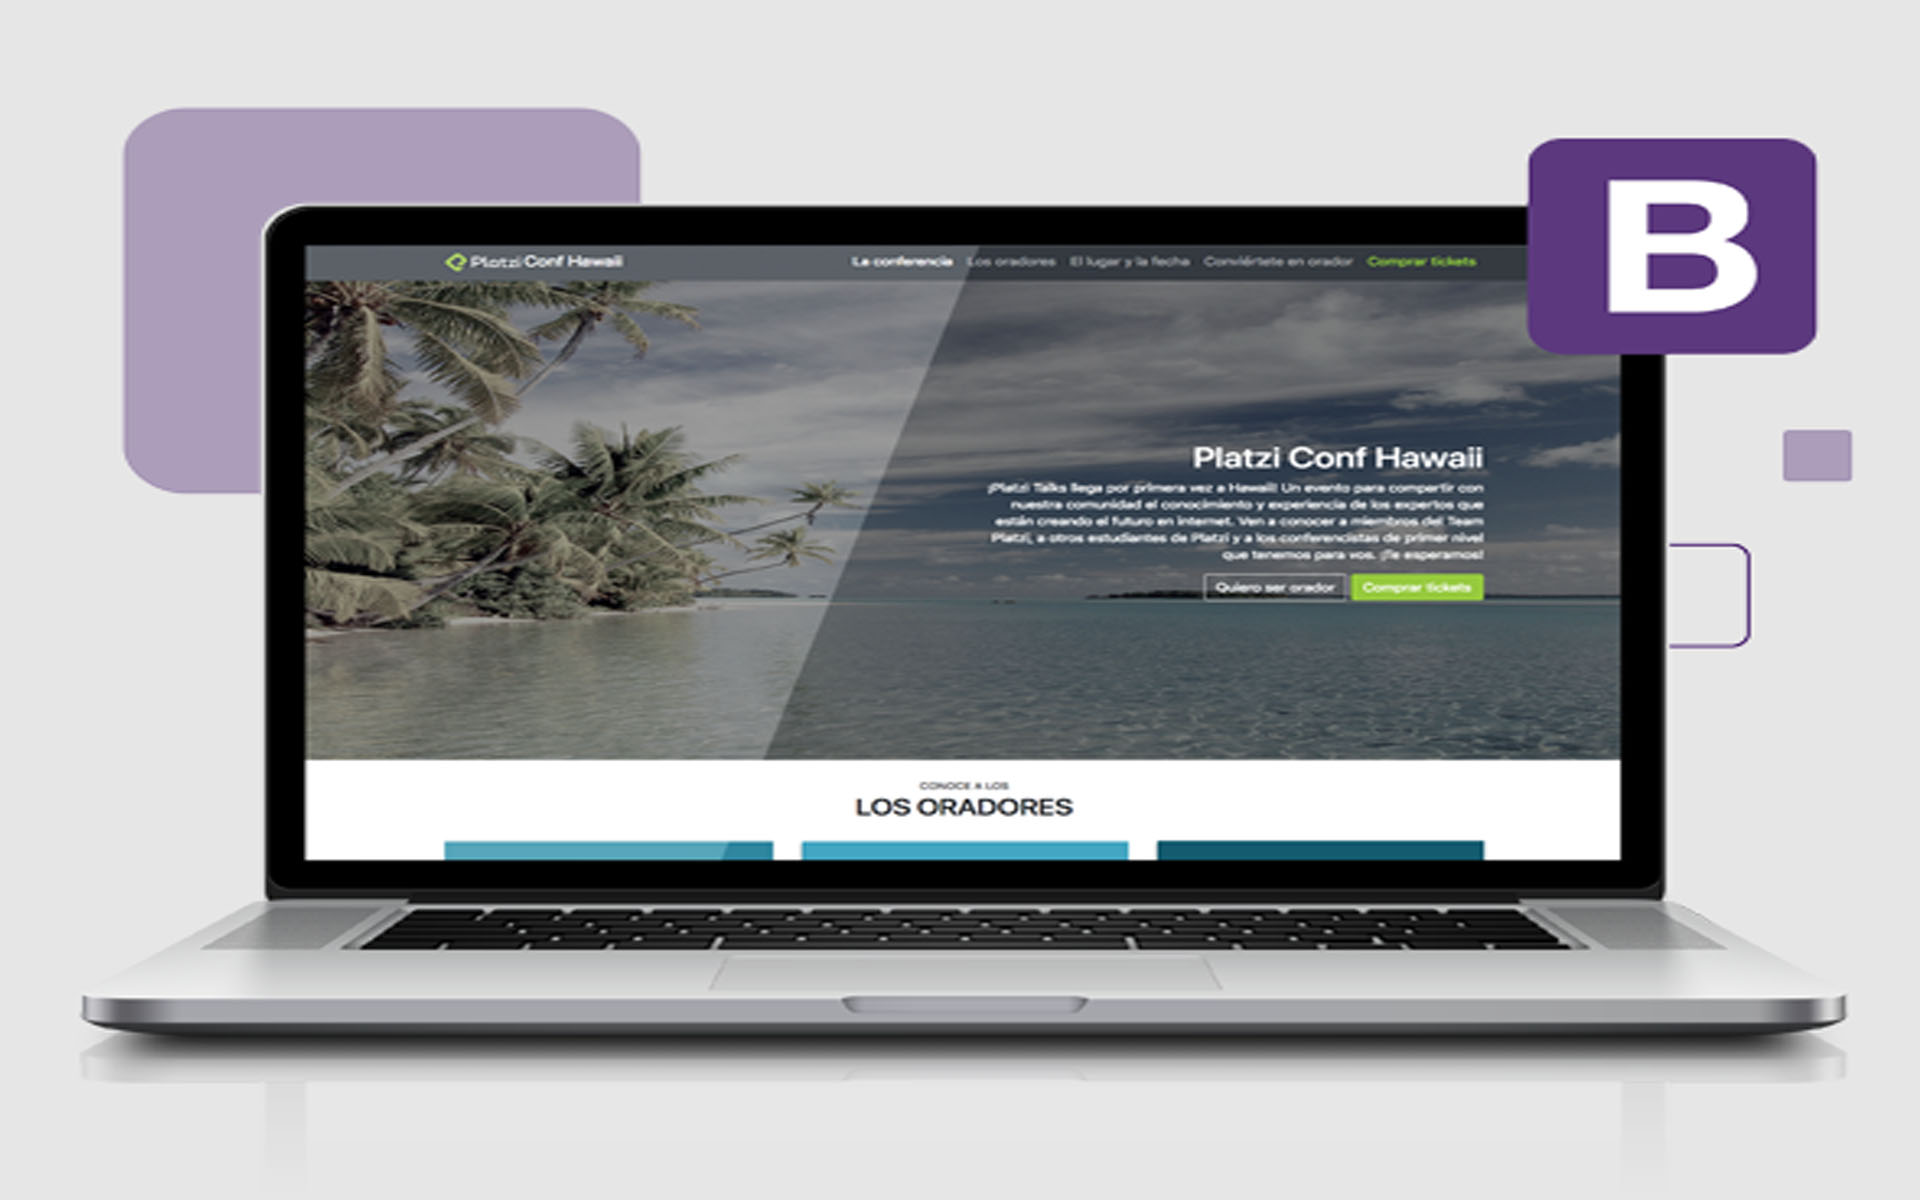 Platzi Conf Hawaii
La conferencia Los oradores El lugar y la fecha Conviértete en orador Comprar tickets
B
Platzi Conf Hawaii
¡Platzi Talks llega por primera vez a Hawaii! Un evento para compartir con
nuestra comunidad el conocimiento y experiencia de los expertos que
están creando el futuro en internet. Ven a conocer a miembros del Team
Platzi, a otros estudiantes de Platzi y a los conferencistas de primer nivel
que tenemos para vos. ¡Te esperamos!
Quiero ser orador Comprar tickets
CONOCE A LOS
LOS ORADORES